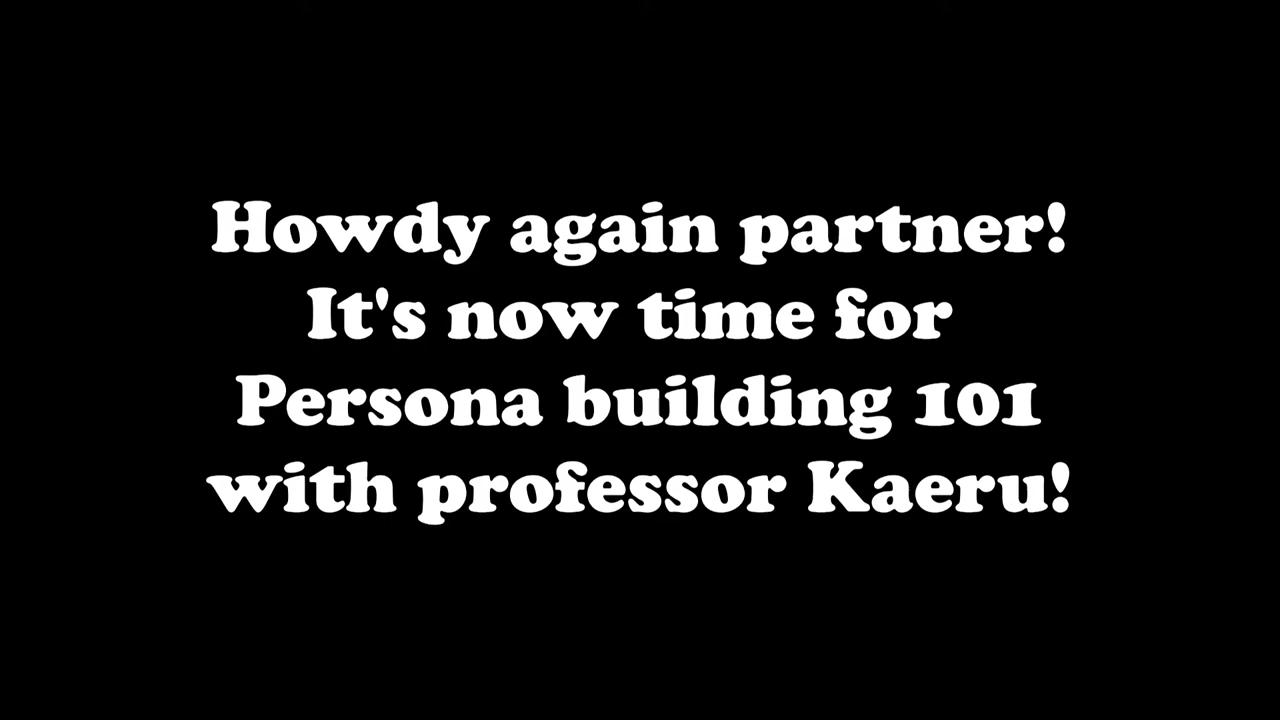 Howdy again partner!
It's now time for
Persona building 101
with professor Kaeru!